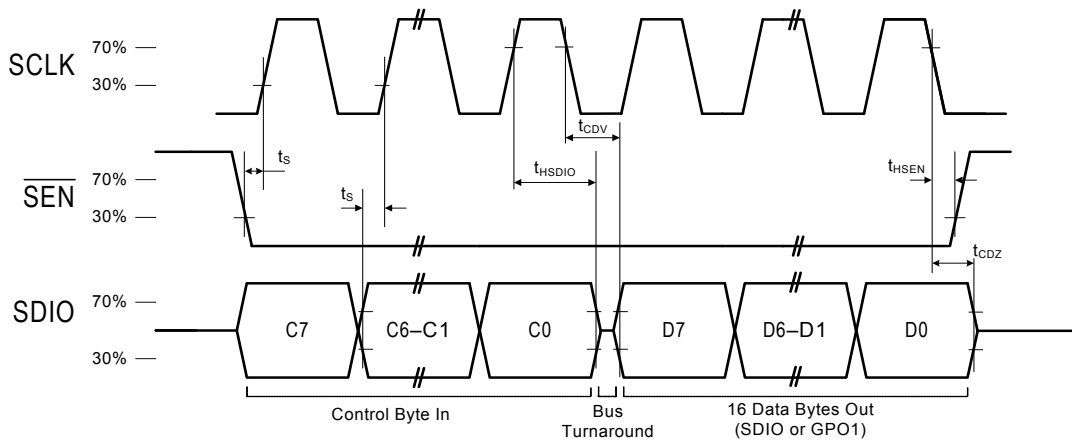 SCLK
70%
30%
tCDV
tS
tHSDIO
tHSEN
SEN
70%
30%
tS
tCDZ
SDIO
70%
30%
C7
C6–C1
C0
D7
D6–D1
D0
Control Byte In
Bus
Turnaround
16 Data Bytes Out
(SDIO or GPO1)